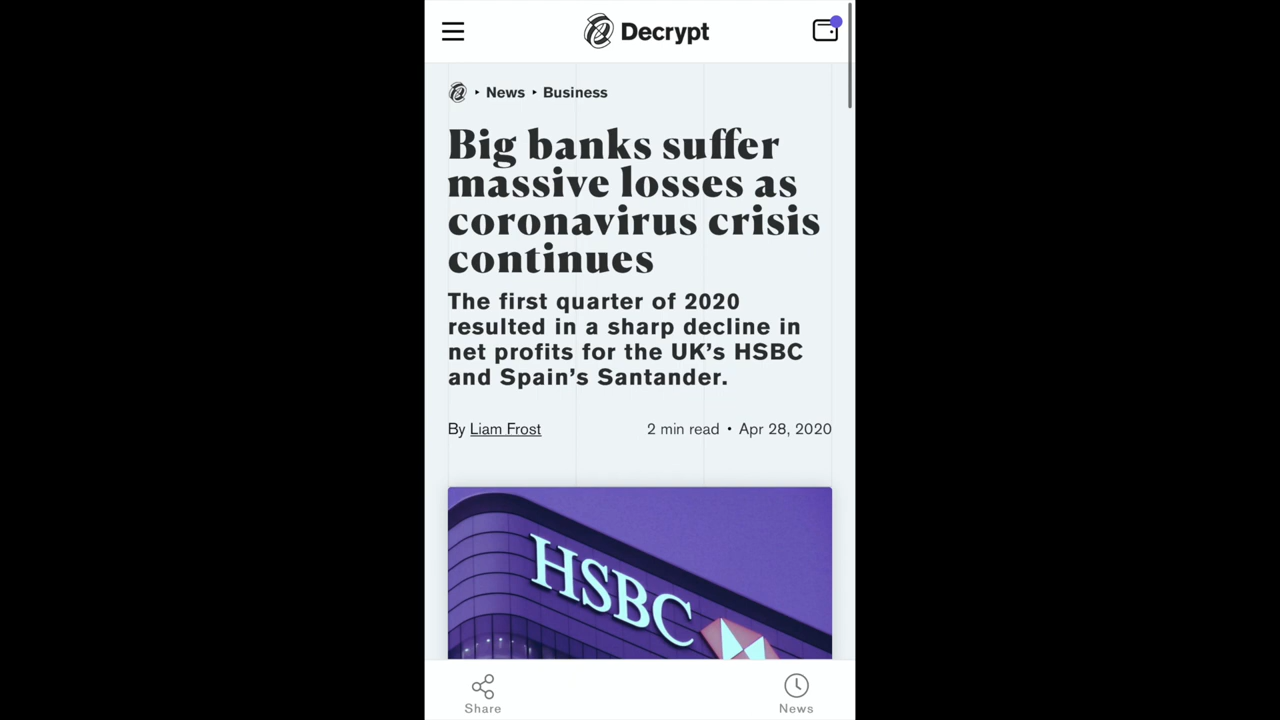 Decrypt
News Business
Big banks suffer
massive losses as
coronavirus crisis
continues
The first quarter of 2020
resulted in a sharp decline in
net profits for the UK’s HSBC
and Spain’s Santander.
By Liam Frost 2 min read • Apr 28, 2020
HSBC
Share News